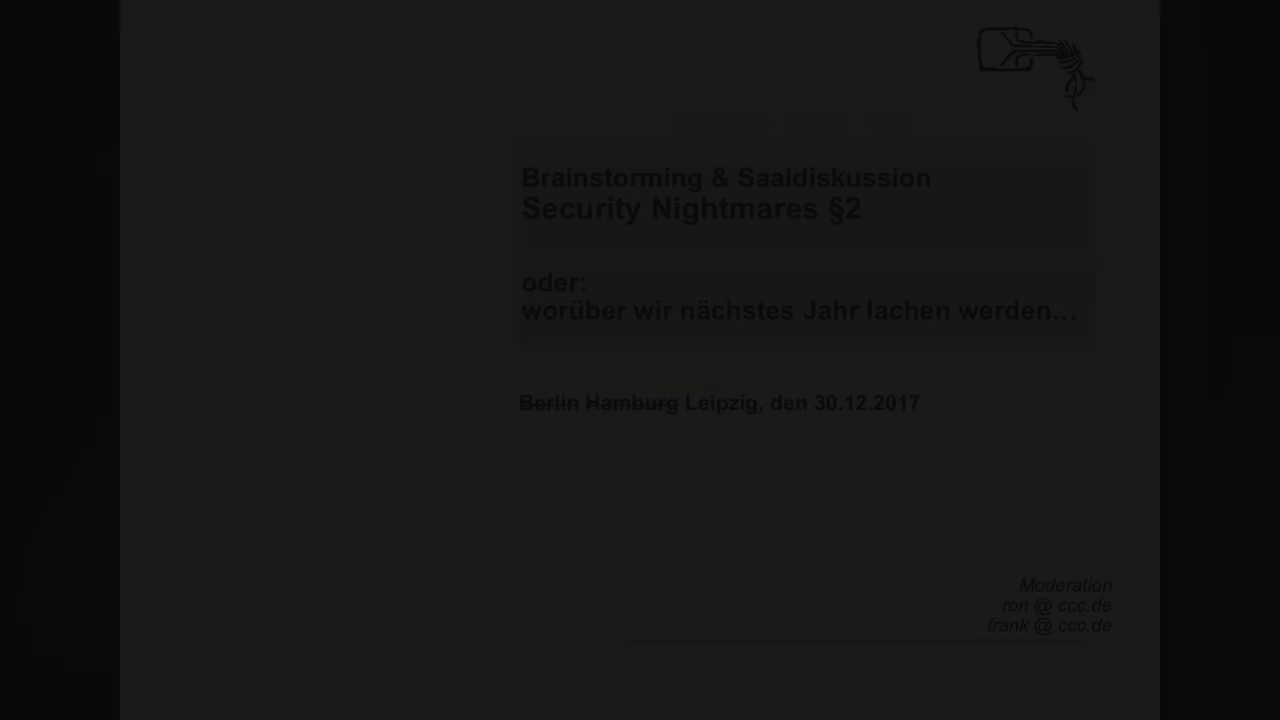 Brainstorming & Saaldiskussion
Security Nightmares §2
oder:
worüber wir nächstes Jahr lachen werden…
Berlin Hamburg Leipzig, den 30.12.2017
Moderation
ron @ ccc.de
frank @ ccc.de